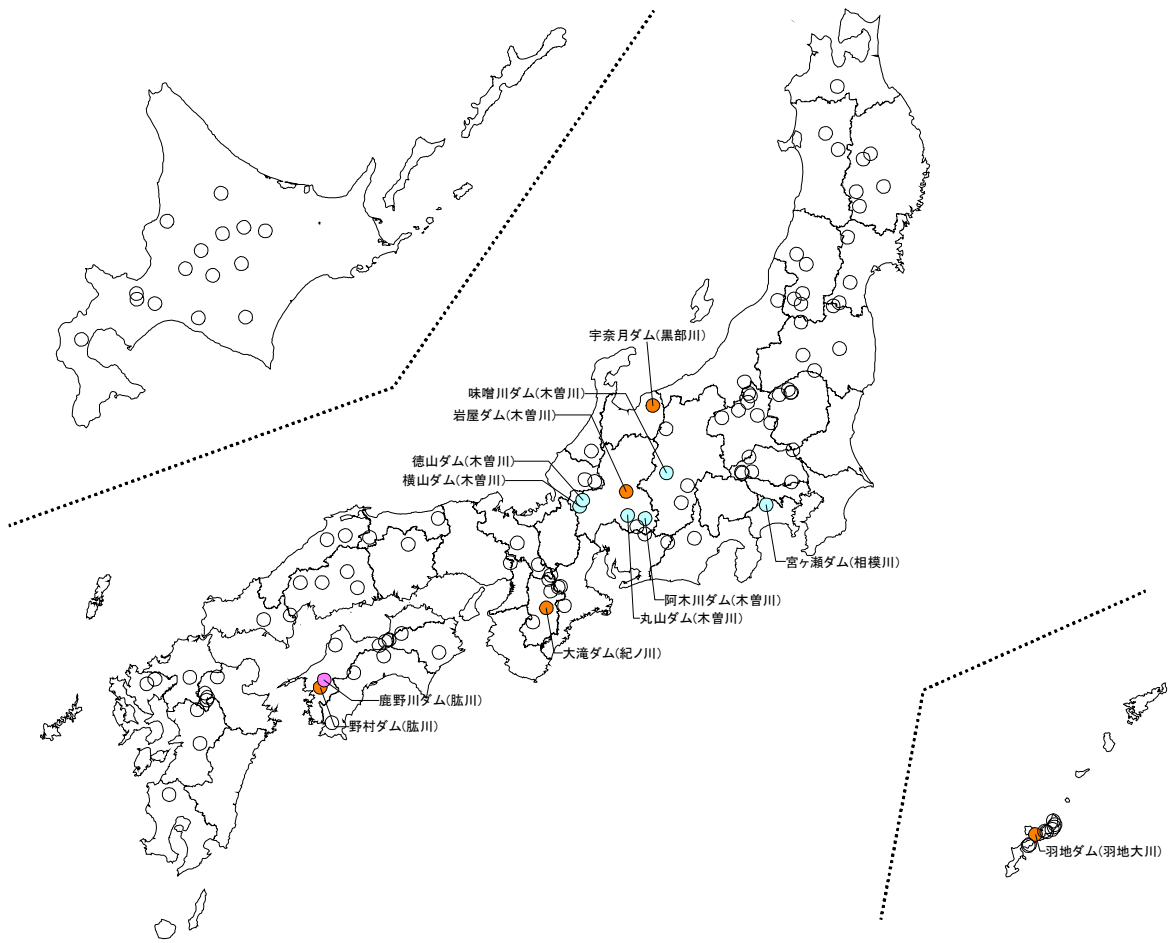 宇奈月ダム(黒部川)
味噌川ダム(木曽川)
岩屋ダム(木曽川)
徳山ダム(木曽川)
横山ダム(木曽川)
宮ヶ瀬ダム(相模川)
阿木川ダム(木曽川)
丸山ダム(木曽川)
大滝ダム(紀ノ川)
鹿野川ダム(肱川)
野村ダム(肱川)
羽地ダム(羽地大川)